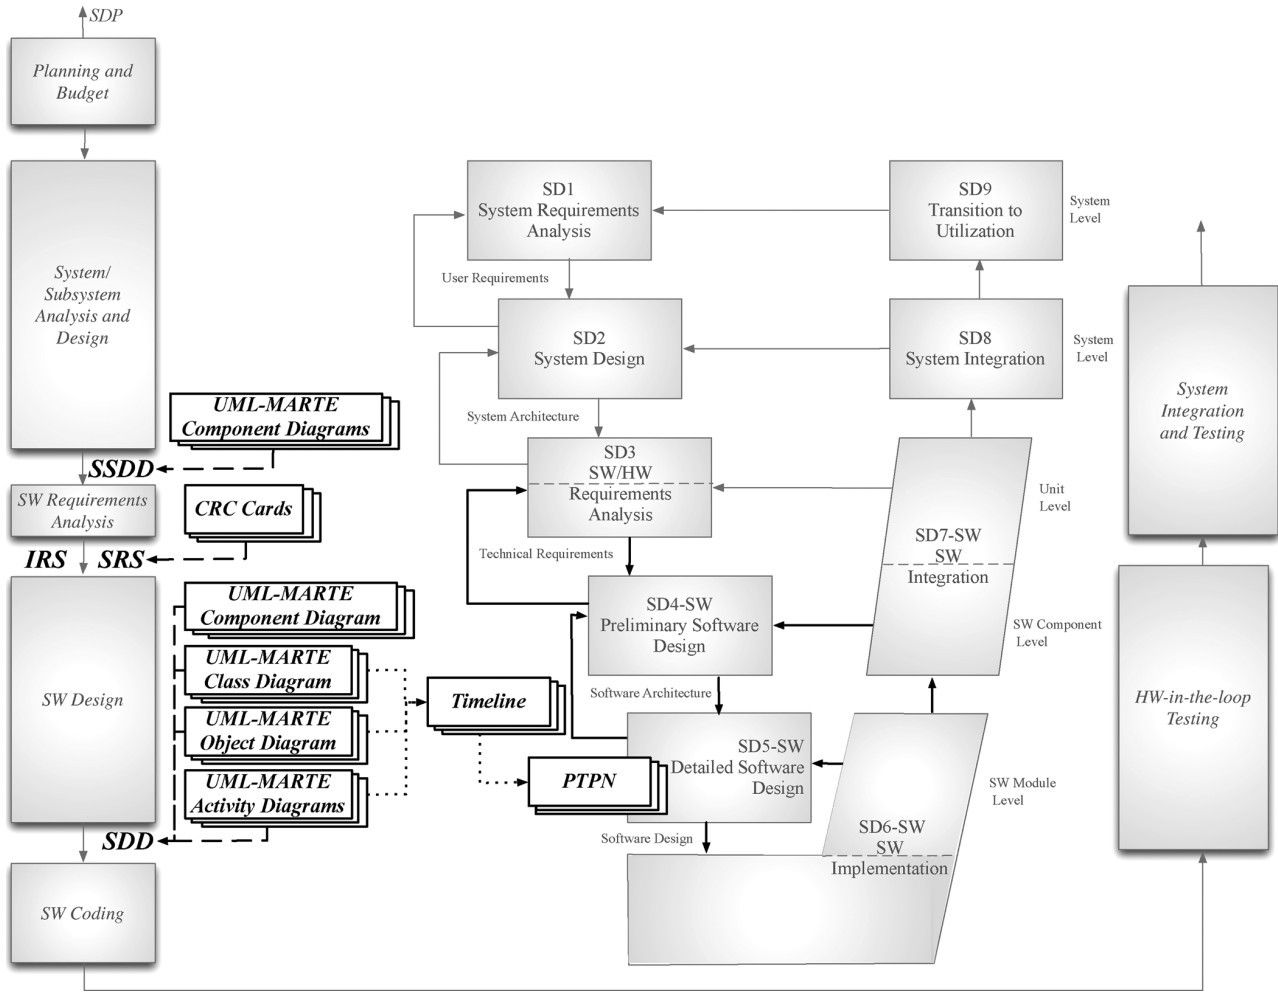 SDP
Planning and
Budget
System/
Subsystem
Analysis and
Design
UML-MARTE
Component Diagrams
SSDD
SW Requirements
Analysis
CRC Cards
IRS
SRS
UML-MARTE
Component Diagram
UML-MARTE
Class Diagram
UML-MARTE
Object Diagram
UML-MARTE
Activity Diagrams
SW Design
SDD
SW Coding
Timeline
PTPN
SD1
System Requirements
Analysis
User Requirements
SD2
System Design
System Architecture
SD3
SW/HW
Requirements
Analysis
Technical Requirements
SD4-SW
Preliminary Software
Design
Software Architecture
SD5-SW
Detailed Software
Design
Software Design
SD6-SW
SW
Implementation
SD7-SW
SW
Integration
SD8
System Integration
SD9
Transition to
Utilization
System
Level
System
Level
Unit
Level
SW Component
Level
SW Module
Level
System
Integration
and Testing
HW-in-the-loop
Testing